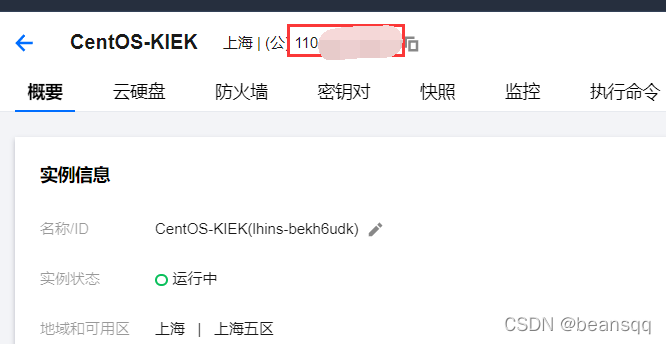 CentOS-KIEK 上海 | (公 110
概要 云硬盘 防火墙 密钥对 快照 监控 执行命令
实例信息
名称/ID CentOS-KIEK(lhins-bekh6udk)
实例状态 运行中
地域和可用区 上海 | 上海五区
CSDN @beansqq